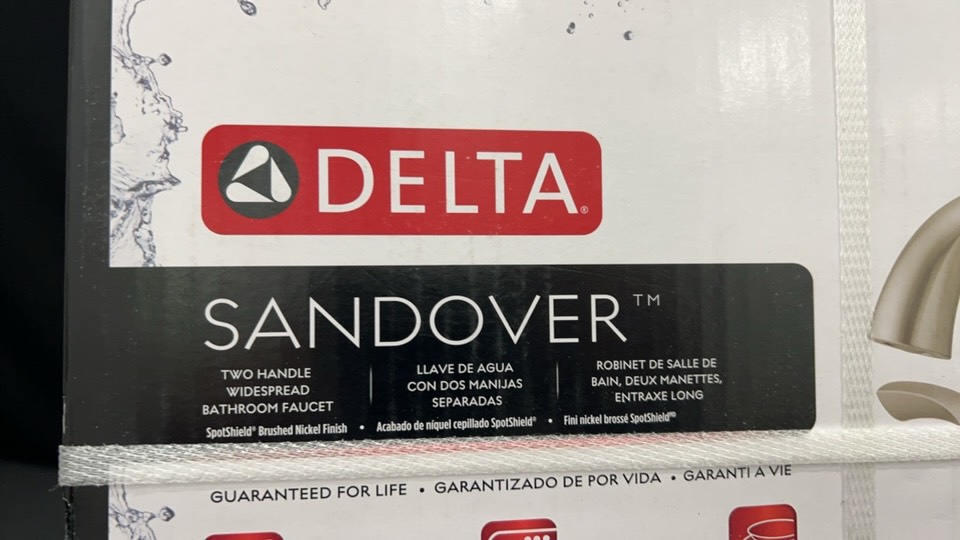 DELTA®
SANDOVER™
TWO HANDLE
WIDESPREAD
BATHROOM FAUCET
LLAVE DE AGUA
CON DOS MANIJAS
SEPARADAS
ROBINET DE SALLE DE
BAIN, DEUX MANETTES,
ENTRAXE LONG
SpotShield® Brushed Nickel Finish • Acabado de níquel cepillado SpotShield® • Fini nickel brossé SpotShieldMD
GUARANTEED FOR LIFE • GARANTIZADO DE POR VIDA • GARANTI À VIE